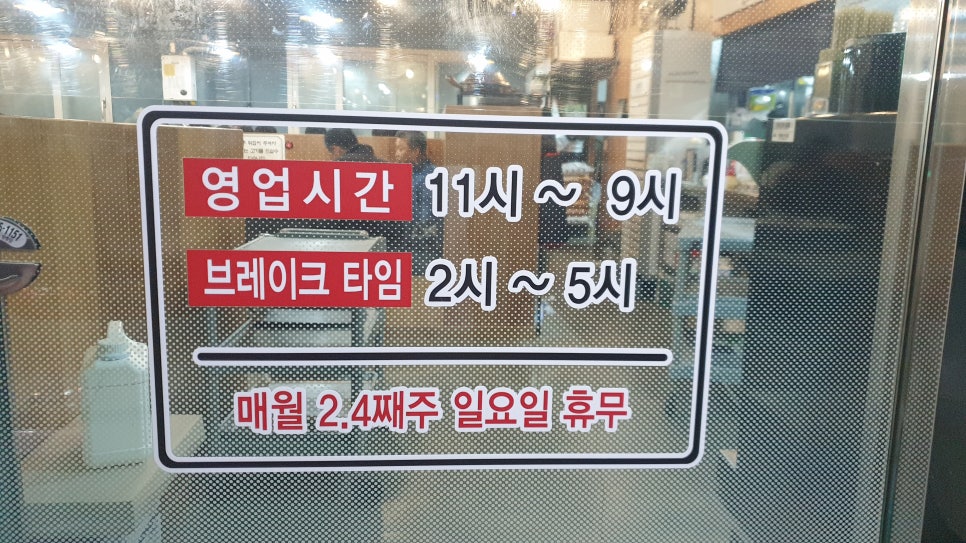 영업시간 11시 ~ 9시
브레이크 타임 2시 ~ 5시
매월 2.4째주 일요일 휴무